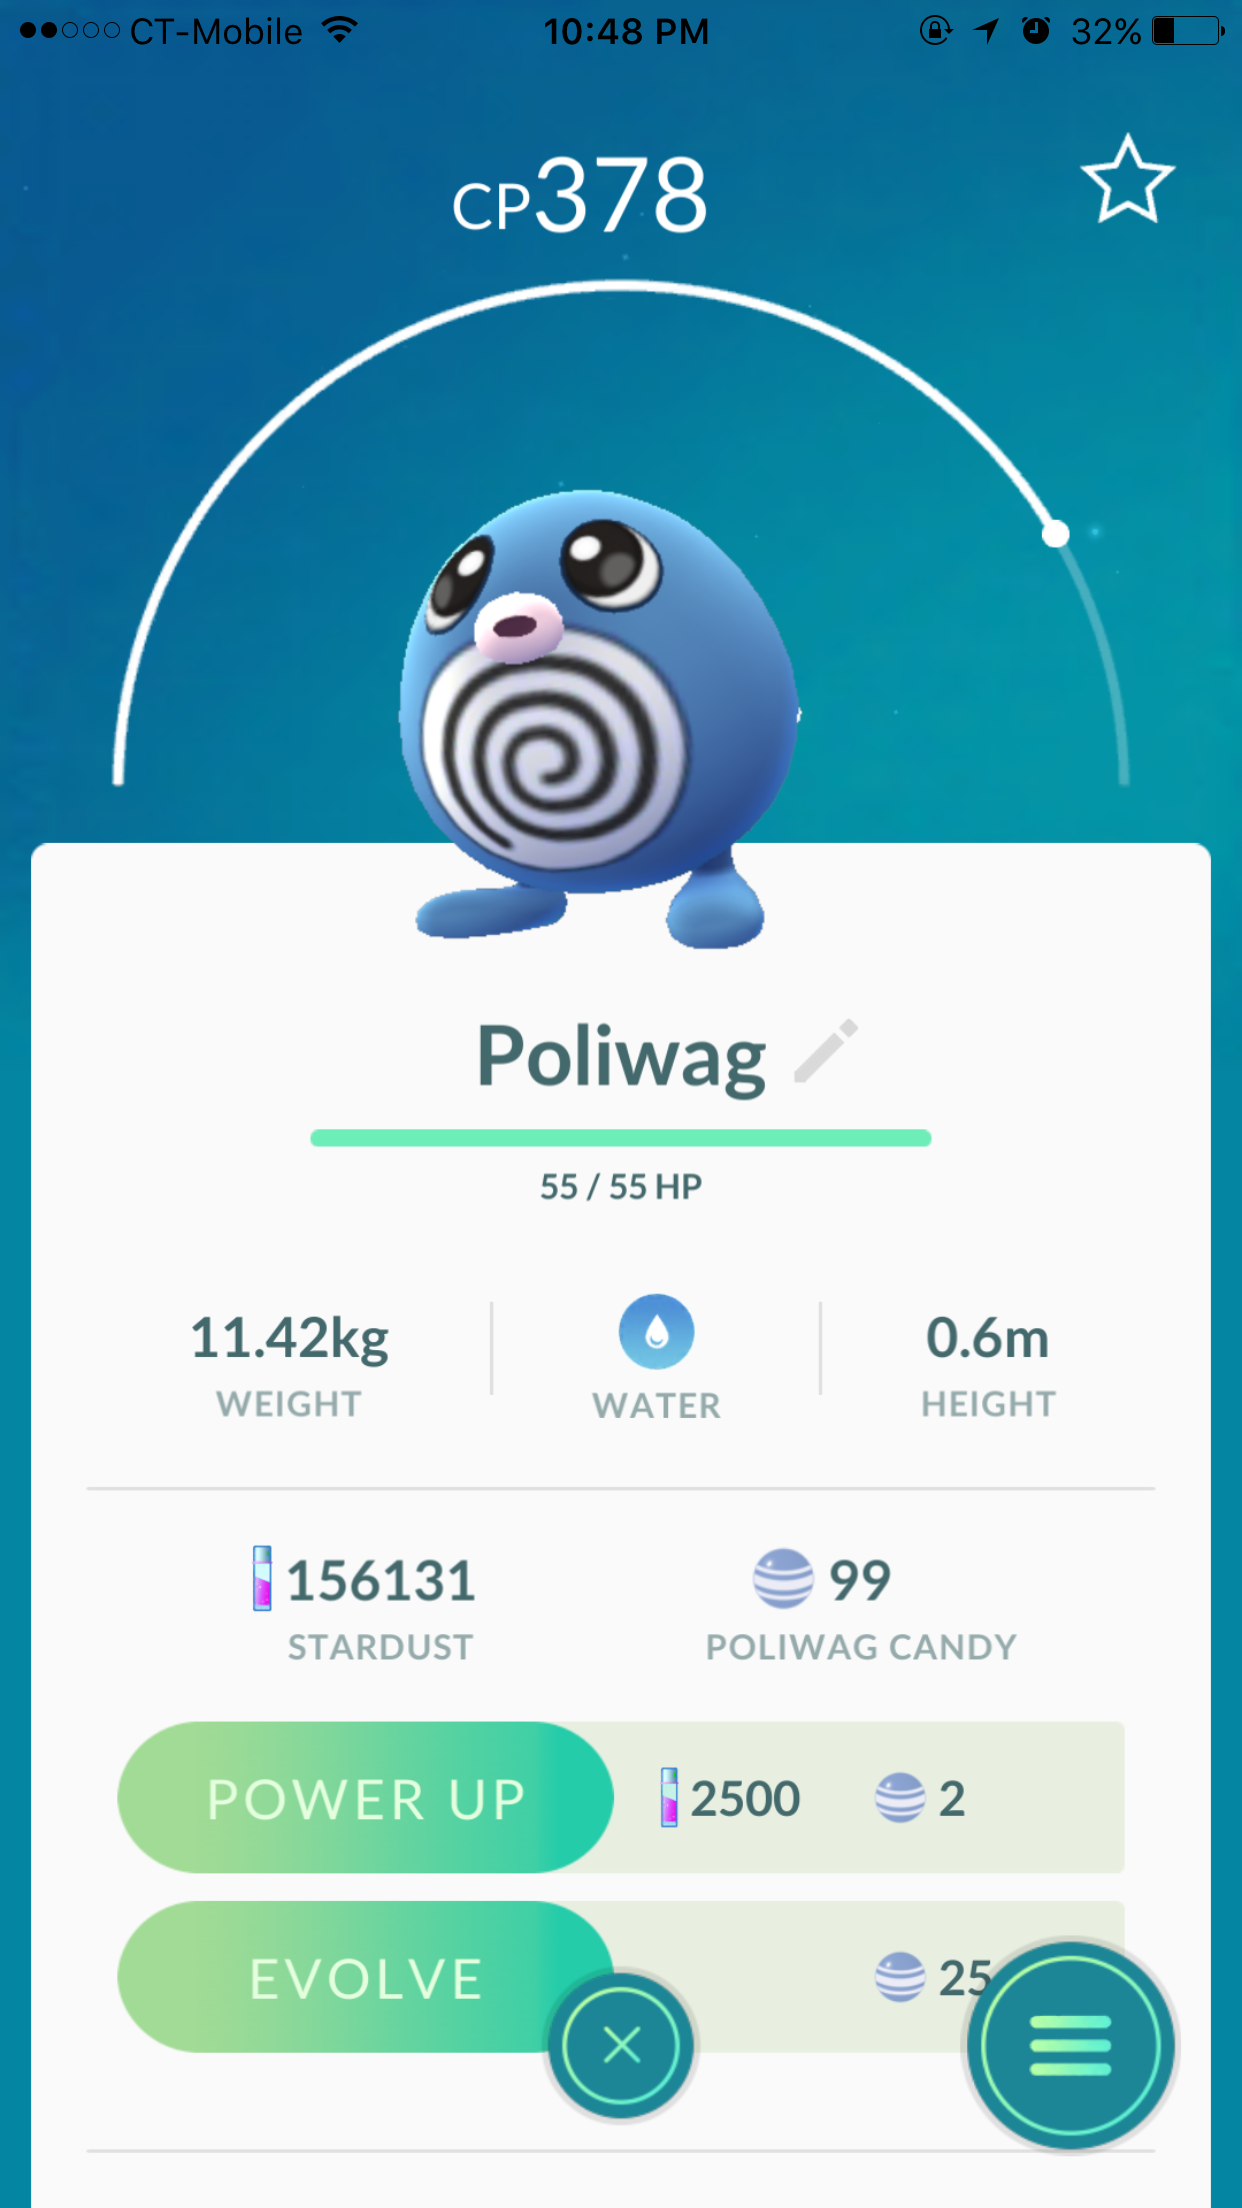 CT-Mobile 10:48 PM 32%
CP378
Poliwag
55 / 55 HP
11.42kg
WEIGHT
WATER
0.6m
HEIGHT
156131
STARDUST
99
POLIWAG CANDY
POWER UP 2500 2
EVOLVE 25